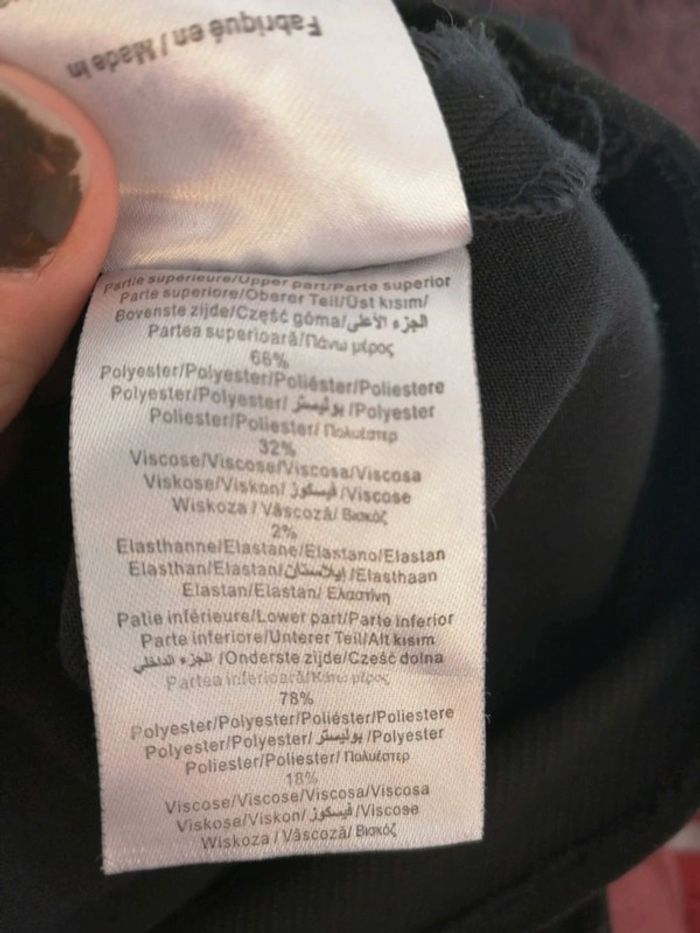 Fabriqué en / Made in
Partie supérieure/Upper part/Parte superior
Parte superiore/Oberer Teil/Üst kısım/
Bovenste zijde/Część góma/الجزء الأعلى
Partea superioară/Πάνω μέρος
66%
Polyester/Polyester/Poliéster/Poliestere
Polyester/Polyester/ بوليستر /Polyester
Poliester/Poliester/ Πολυέστερ
32%
Viscose/Viscose/Viscosa/Viscosa
Viskose/Viskon/ فيسكوز /Viscose
Wiskoza / Vâscoză/ Βισκόζ
2%
Elasthanne/Elastane/Elastano/Elastan
Elasthan/Elastan/إيلاستان /Elasthaan
Elastan/Elastan/ Ελαστίνη
Patie inférieure/Lower part/Parte inferior
Parte inferiore/Unterer Teil/Alt kısım
الجزء الداخلي /Onderste zijde/Cześć dolna
Partea inferioară/Κάτω μέρος
78%
Polyester/Polyester/Poliéster/Poliestere
Polyester/Polyester/ بوليستر /Polyester
Poliester/Poliester/ Πολυέστερ
18%
Viscose/Viscose/Viscosa/Viscosa
Viskose/Viskon/ فيسكوز /Viscose
Wiskoza / Vâscoză/ Βισκόζ